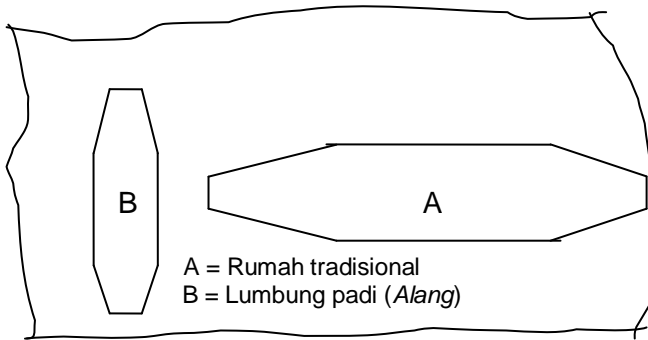 B
A
A = Rumah tradisional
B = Lumbung padi (Alang)